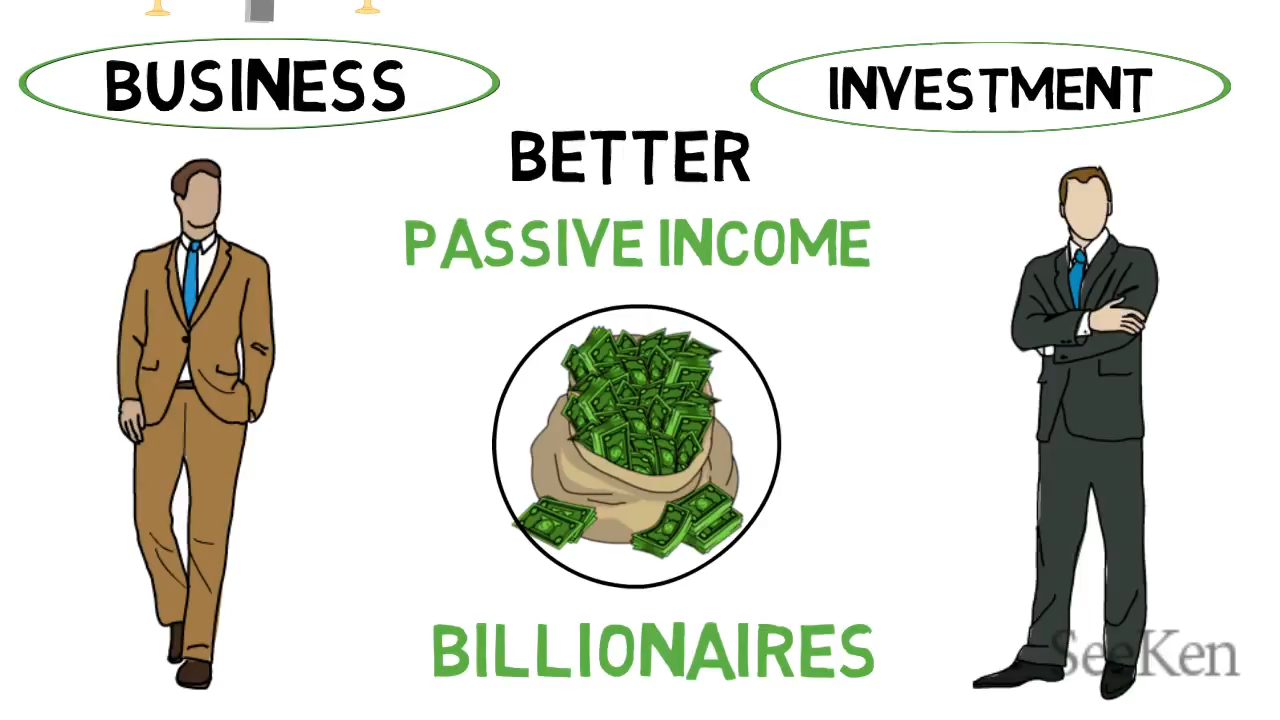 BUSINESS
INVESTMENT
BETTER
PASSIVE INCOME
BILLIONAIRES
SeeKen